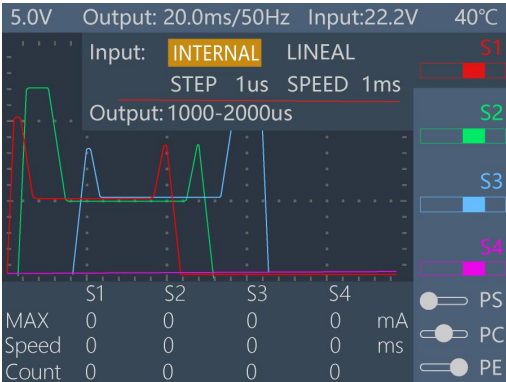 5.0V Output: 20.0ms/50Hz Input:22.2V 40℃
Input: INTERNAL LINEAL
STEP 1us SPEED 1ms
Output:1000-2000us
S1
S2
S3
S4
S1 S2 S3 S4
MAX 0 0 0 0 mA
Speed 0 0 0 0 ms
Count 0 0 0 0
PS
PC
PE